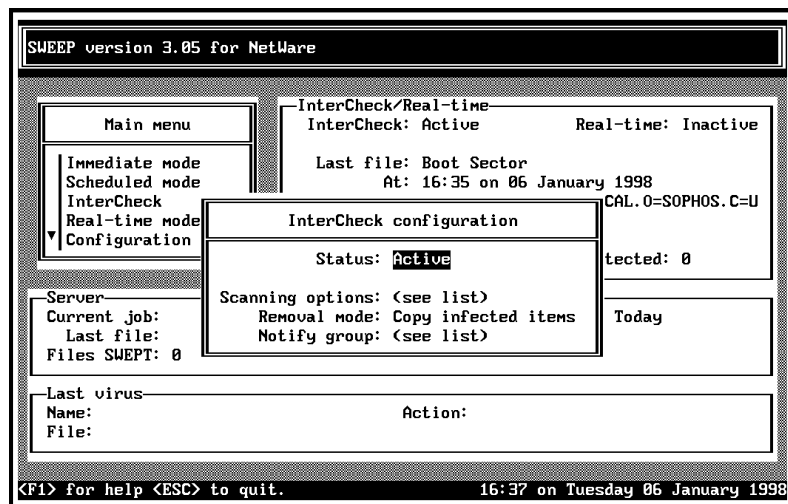 SWEEP version 3.05 for NetWare
Main menu
Immediate mode
Scheduled mode
InterCheck
Real-time mode
Configuration
InterCheck/Real-time
InterCheck: Active Real-time: Inactive
Last file: Boot Sector
At: 16:35 on 06 January 1998
CAL.O=SOPHOS.C=U
tected: 0
InterCheck configuration
Status: Active
Scanning options: (see list)
Removal mode: Copy infected items
Notify group: (see list)
Server
Current job: Today
Last file:
Files SWEPT: 0
Last virus
Name: Action:
File:
<F1> for help <ESC> to quit. 16:37 on Tuesday 06 January 1998